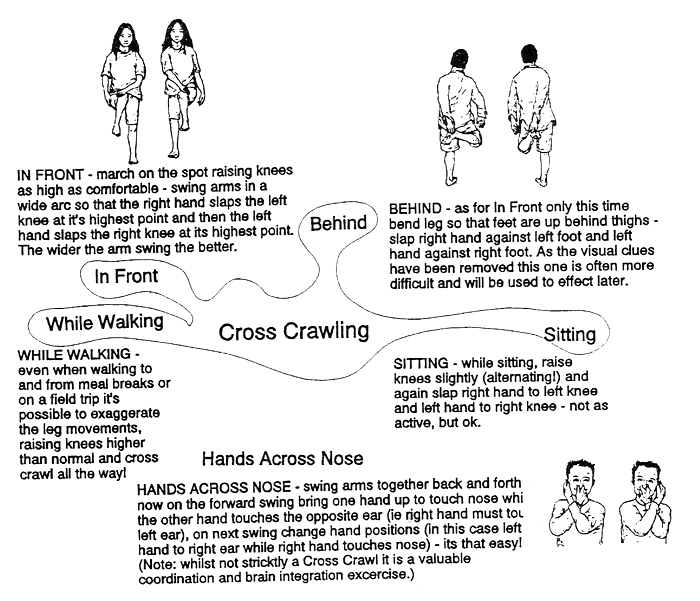 IN FRONT - march on the spot raising knees
as high as comfortable - swing arms in a
wide arc so that the right hand slaps the left
knee at it's highest point and then the left
hand slaps the right knee at its highest point.
The wider the arm swing the better.
Behind
BEHIND - as for In Front only this time
bend leg so that feet are up behind thighs -
slap right hand against left foot and left
hand against right foot. As the visual clues
have been removed this one is often more
difficult and will be used to effect later.
In Front
While Walking
Cross Crawling
Sitting
WHILE WALKING -
even when walking to
and from meal breaks or
on a field trip it's
possible to exaggerate
the leg movements,
raising knees higher
than normal and cross
crawl all the way!
SITTING - while sitting, raise
knees slightly (alternating!) and
again slap right hand to left knee
and left hand to right knee - not as
active, but ok.
Hands Across Nose
HANDS ACROSS NOSE - swing arms together back and forth
now on the forward swing bring one hand up to touch nose whi
the other hand touches the opposite ear (ie right hand must tou
left ear), on next swing change hand positions (in this case left
hand to right ear while right hand touches nose) - its that easy!
(Note: whilst not stricktly a Cross Crawl it is a valuable
coordination and brain integration excercise.)